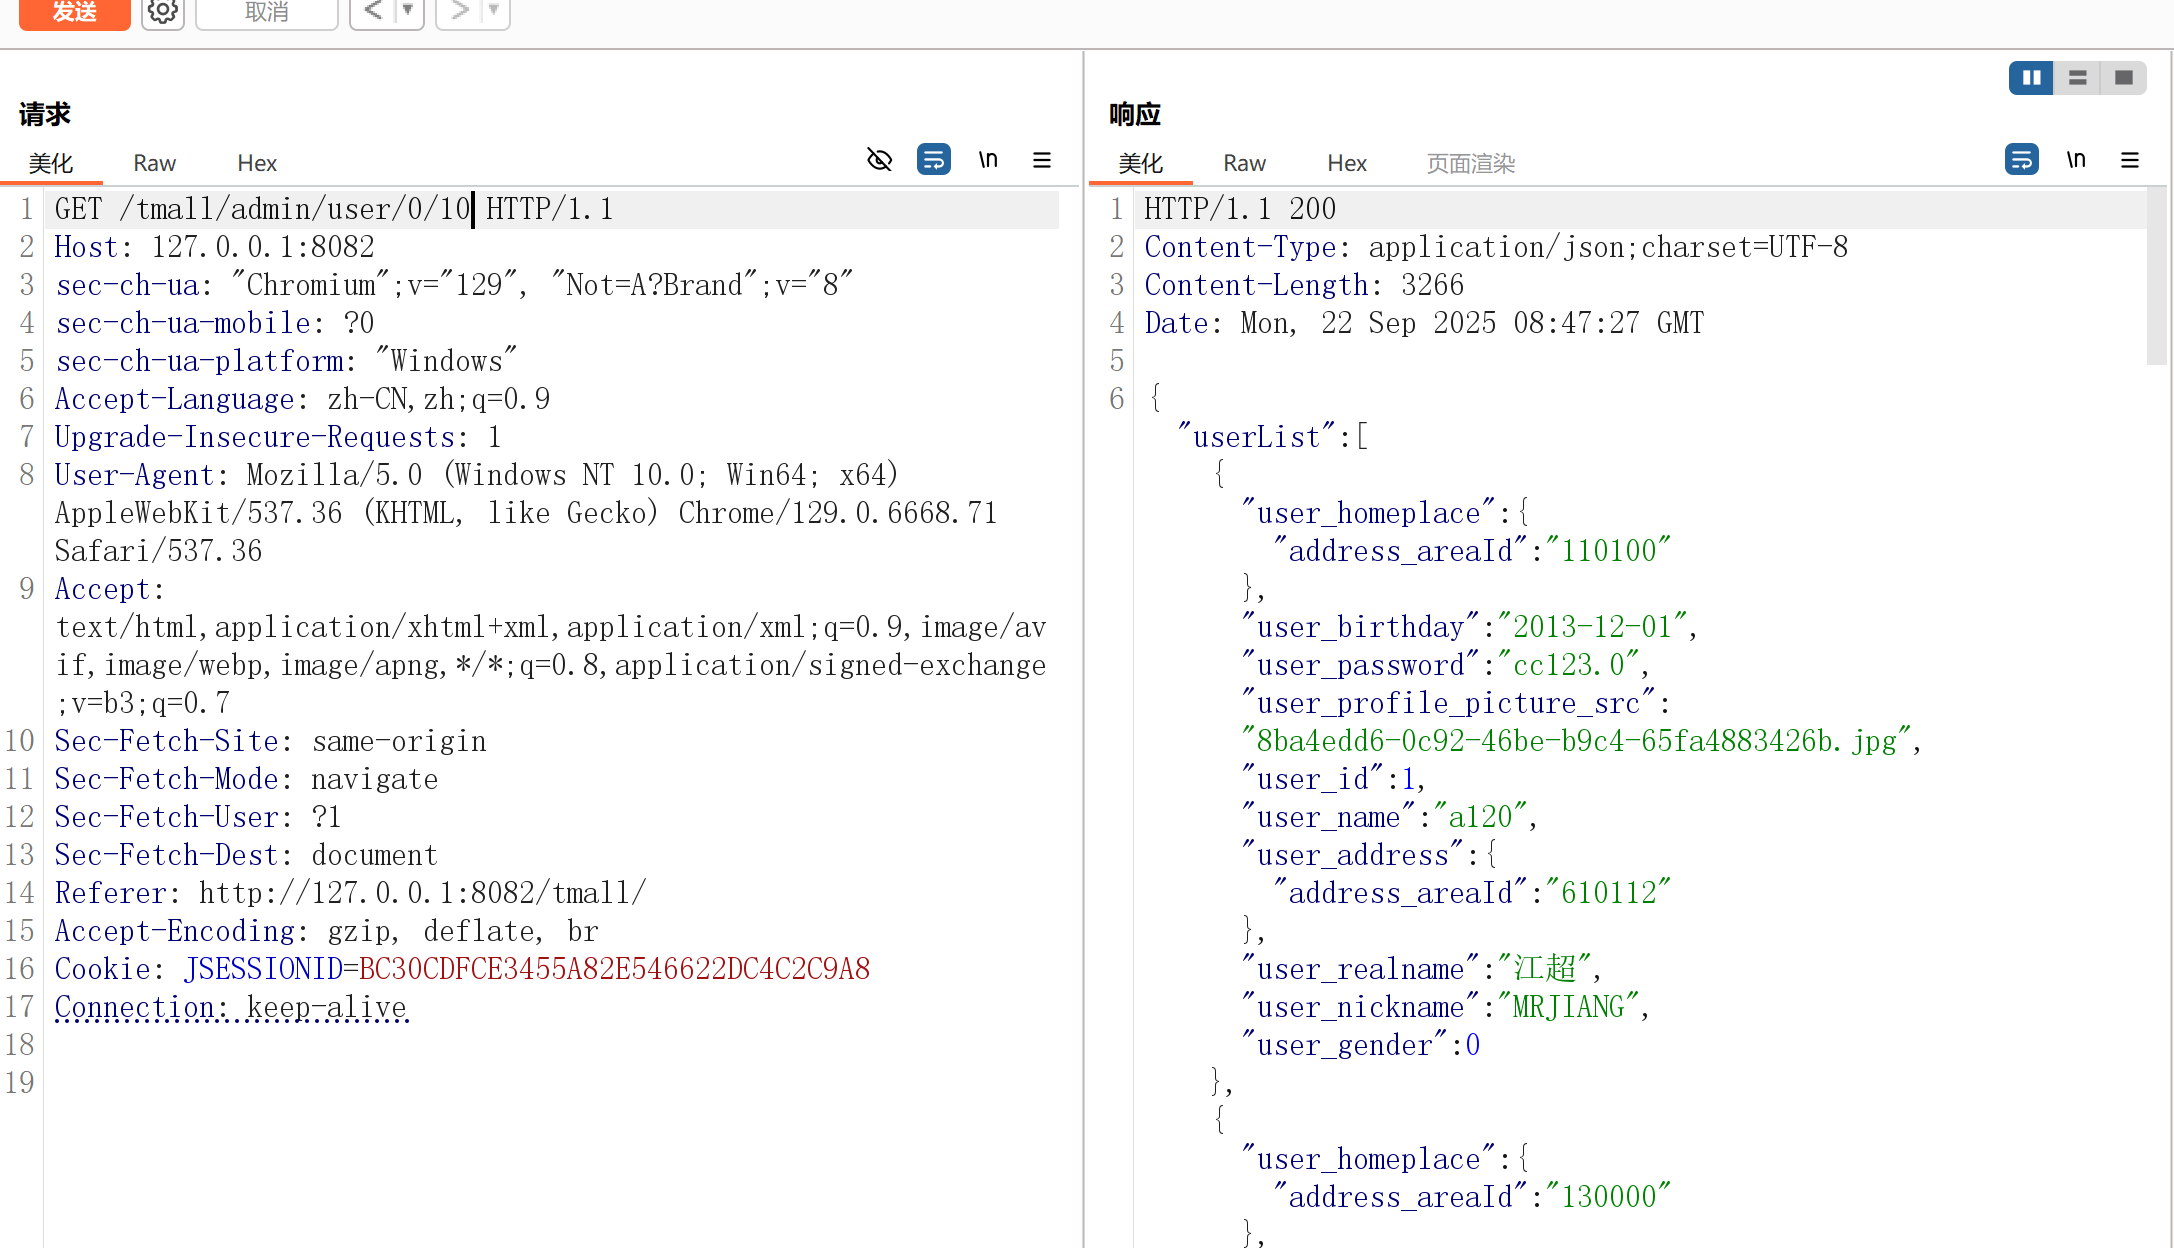 发送
取消
请求
美化 Raw Hex
\n
1 GET /tmall/admin/user/0/10 HTTP/1.1
2 Host: 127.0.0.1:8082
3 sec-ch-ua: "Chromium";v="129", "Not=A?Brand";v="8"
4 sec-ch-ua-mobile: ?0
5 sec-ch-ua-platform: "Windows"
6 Accept-Language: zh-CN,zh;q=0.9
7 Upgrade-Insecure-Requests: 1
8 User-Agent: Mozilla/5.0 (Windows NT 10.0; Win64; x64)
AppleWebKit/537.36 (KHTML, like Gecko) Chrome/129.0.6668.71
Safari/537.36
9 Accept:
text/html,application/xhtml+xml,application/xml;q=0.9,image/av
if,image/webp,image/apng,*/*;q=0.8,application/signed-exchange
;v=b3;q=0.7
10 Sec-Fetch-Site: same-origin
11 Sec-Fetch-Mode: navigate
12 Sec-Fetch-User: ?1
13 Sec-Fetch-Dest: document
14 Referer: http://127.0.0.1:8082/tmall/
15 Accept-Encoding: gzip, deflate, br
16 Cookie: JSESSIONID=BC30CDFCE3455A82E546622DC4C2C9A8
17 Connection: keep-alive
18
19
响应
美化 Raw Hex 页面渲染
\n
1 HTTP/1.1 200
2 Content-Type: application/json;charset=UTF-8
3 Content-Length: 3266
4 Date: Mon, 22 Sep 2025 08:47:27 GMT
5
6 {
"userList":[
{
"user_homeplace":{
"address_areaId":"110100"
},
"user_birthday":"2013-12-01",
"user_password":"cc123.0",
"user_profile_picture_src":
"8ba4edd6-0c92-46be-b9c4-65fa4883426b.jpg",
"user_id":1,
"user_name":"a120",
"user_address":{
"address_areaId":"610112"
},
"user_realname":"江超",
"user_nickname":"MRJIANG",
"user_gender":0
},
{
"user_homeplace":{
"address_areaId":"130000"
},